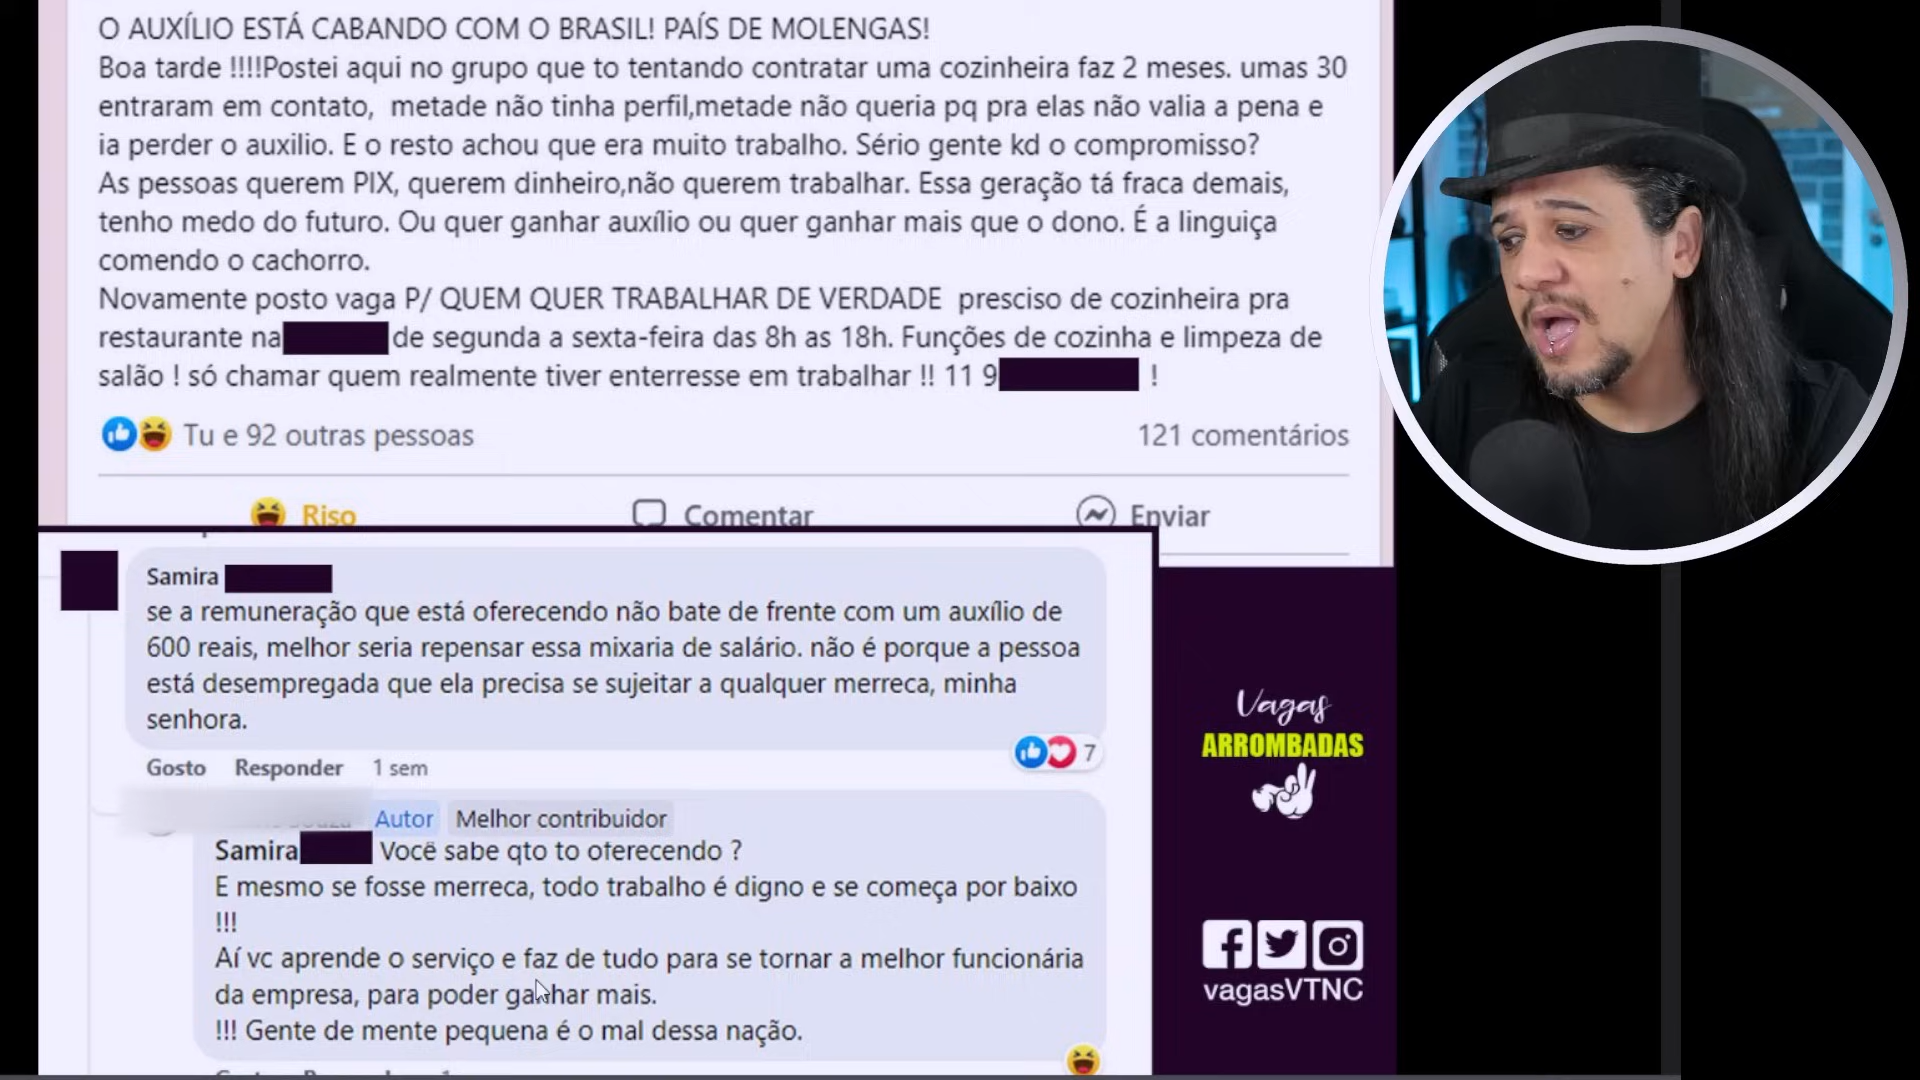 O AUXÍLIO ESTÁ CABANDO COM O BRASIL! PAÍS DE MOLENGAS!
Boa tarde !!!!Postei aqui no grupo que to tentando contratar uma cozinheira faz 2 meses. umas 30
entraram em contato, metade não tinha perfil,metade não queria pq pra elas não valia a pena e
ia perder o auxilio. E o resto achou que era muito trabalho. Sério gente kd o compromisso?
As pessoas querem PIX, querem dinheiro,não querem trabalhar. Essa geração tá fraca demais,
tenho medo do futuro. Ou quer ganhar auxílio ou quer ganhar mais que o dono. É a linguiça
comendo o cachorro.
Novamente posto vaga P/ QUEM QUER TRABALHAR DE VERDADE presciso de cozinheira pra
restaurante na de segunda a sexta-feira das 8h as 18h. Funções de cozinha e limpeza de
salão ! só chamar quem realmente tiver enterresse em trabalhar !! 11 9 !
Tu e 92 outras pessoas
121 comentários
Riso
Comentar
Enviar
Samira
se a remuneração que está oferecendo não bate de frente com um auxílio de
600 reais, melhor seria repensar essa mixaria de salário. não é porque a pessoa
está desempregada que ela precisa se sujeitar a qualquer merreca, minha
senhora.
7
Gosto Responder 1 sem
Autor Melhor contribuidor
Samira Você sabe qto to oferecendo ?
E mesmo se fosse merreca, todo trabalho é digno e se começa por baixo
!!!
Aí vc aprende o serviço e faz de tudo para se tornar a melhor funcionária
da empresa, para poder ganhar mais.
!!! Gente de mente pequena é o mal dessa nação.
Vagas
ARROMBADAS
vagasVTNC